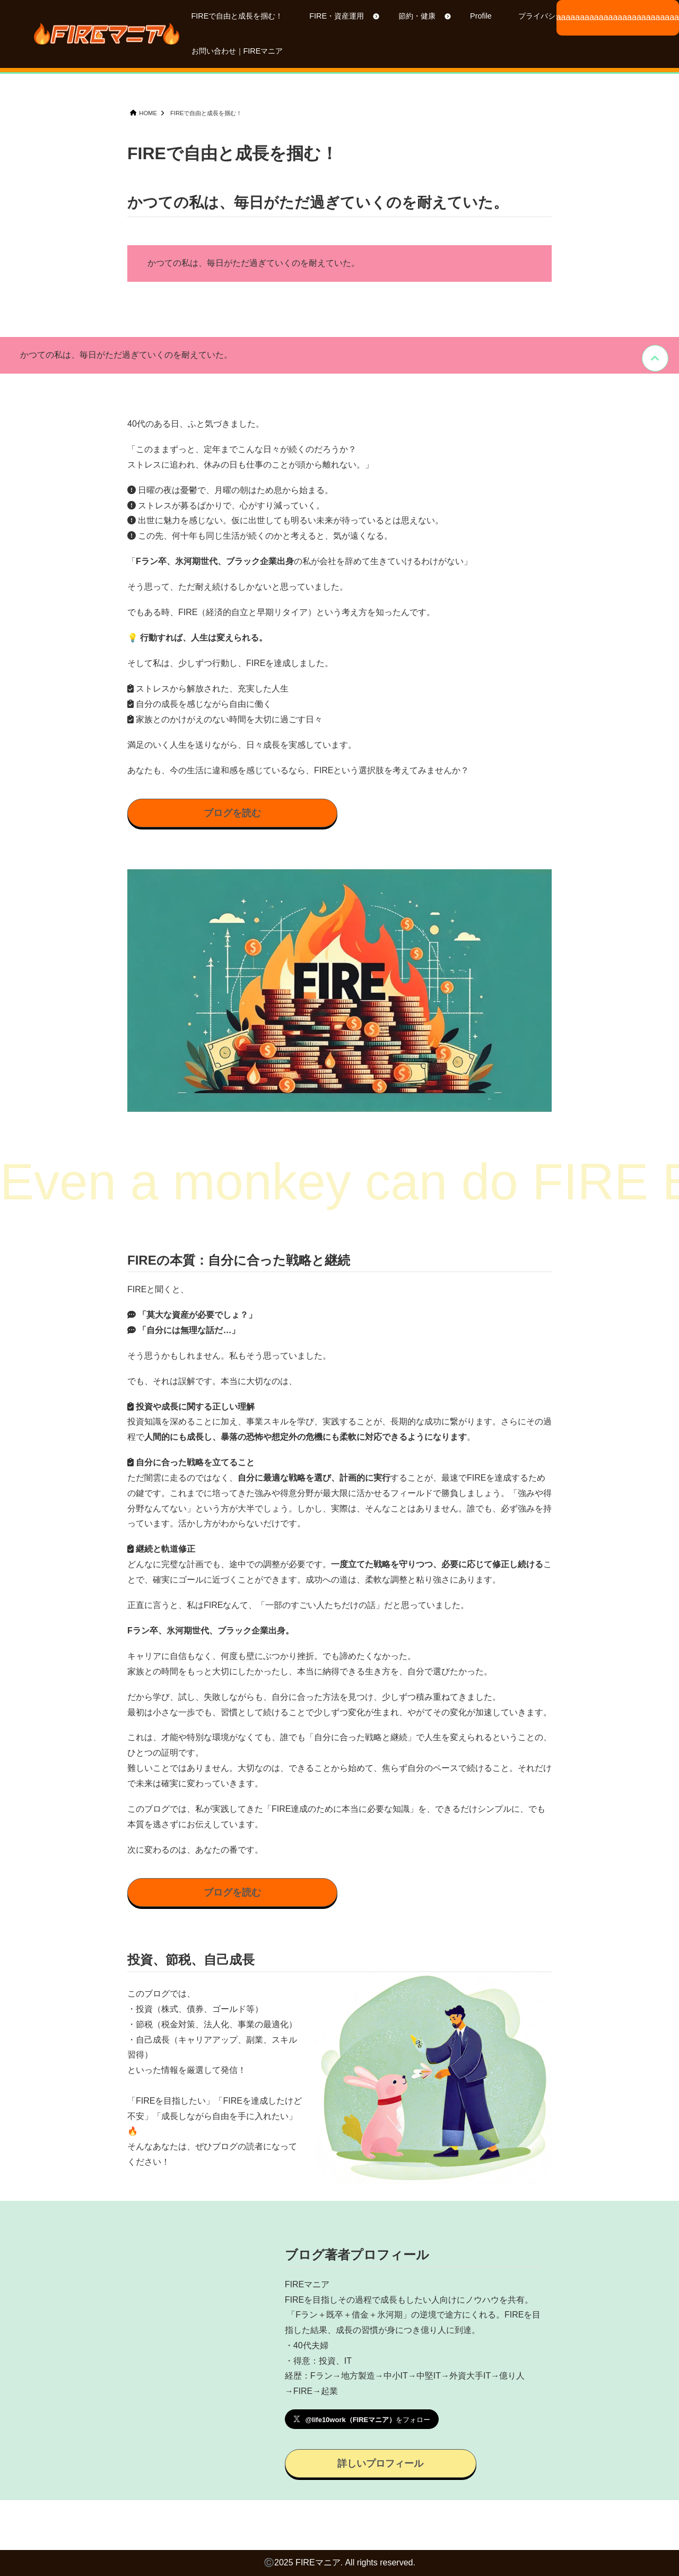 🔥FIREマニア🔥
FIREで自由と成長を掴む！
FIRE・資産運用
節約・健康
Profile
プライバシ
aaaaaaaaaaaaaaaaaaaaaaaaaa
お問い合わせ｜FIREマニア
HOME
FIREで自由と成長を掴む！
FIREで自由と成長を掴む！
かつての私は、毎日がただ過ぎていくのを耐えていた。
かつての私は、毎日がただ過ぎていくのを耐えていた。
かつての私は、毎日がただ過ぎていくのを耐えていた。
40代のある日、ふと気づきました。
「このままずっと、定年までこんな日々が続くのだろうか？
ストレスに追われ、休みの日も仕事のことが頭から離れない。」
日曜の夜は憂鬱で、月曜の朝はため息から始まる。
ストレスが募るばかりで、心がすり減っていく。
出世に魅力を感じない。仮に出世しても明るい未来が待っているとは思えない。
この先、何十年も同じ生活が続くのかと考えると、気が遠くなる。
「Fラン卒、氷河期世代、ブラック企業出身の私が会社を辞めて生きていけるわけがない」
そう思って、ただ耐え続けるしかないと思っていました。
でもある時、FIRE（経済的自立と早期リタイア）という考え方を知ったんです。
💡 行動すれば、人生は変えられる。
そして私は、少しずつ行動し、FIREを達成しました。
ストレスから解放された、充実した人生
自分の成長を感じながら自由に働く
家族とのかけがえのない時間を大切に過ごす日々
満足のいく人生を送りながら、日々成長を実感しています。
あなたも、今の生活に違和感を感じているなら、FIREという選択肢を考えてみませんか？
ブログを読む
FIRE
Even a monkey can do FIRE E
FIREの本質：自分に合った戦略と継続
FIREと聞くと、
「莫大な資産が必要でしょ？」
「自分には無理な話だ…」
そう思うかもしれません。私もそう思っていました。
でも、それは誤解です。本当に大切なのは、
投資や成長に関する正しい理解
投資知識を深めることに加え、事業スキルを学び、実践することが、長期的な成功に繋がります。さらにその過
程で人間的にも成長し、暴落の恐怖や想定外の危機にも柔軟に対応できるようになります。
自分に合った戦略を立てること
ただ闇雲に走るのではなく、自分に最適な戦略を選び、計画的に実行することが、最速でFIREを達成するため
の鍵です。これまでに培ってきた強みや得意分野が最大限に活かせるフィールドで勝負しましょう。「強みや得
分野なんてない」という方が大半でしょう。しかし、実際は、そんなことはありません。誰でも、必ず強みを持
っています。活かし方がわからないだけです。
継続と軌道修正
どんなに完璧な計画でも、途中での調整が必要です。一度立てた戦略を守りつつ、必要に応じて修正し続けるこ
とで、確実にゴールに近づくことができます。成功への道は、柔軟な調整と粘り強さにあります。
正直に言うと、私はFIREなんて、「一部のすごい人たちだけの話」だと思っていました。
Fラン卒、氷河期世代、ブラック企業出身。
キャリアに自信もなく、何度も壁にぶつかり挫折。でも諦めたくなかった。
家族との時間をもっと大切にしたかったし、本当に納得できる生き方を、自分で選びたかった。
だから学び、試し、失敗しながらも、自分に合った方法を見つけ、少しずつ積み重ねてきました。
最初は小さな一歩でも、習慣として続けることで少しずつ変化が生まれ、やがてその変化が加速していきます。
これは、才能や特別な環境がなくても、誰でも「自分に合った戦略と継続」で人生を変えられるということの、
ひとつの証明です。
難しいことではありません。大切なのは、できることから始めて、焦らず自分のペースで続けること。それだけ
で未来は確実に変わっていきます。
このブログでは、私が実践してきた「FIRE達成のために本当に必要な知識」を、できるだけシンプルに、でも
本質を逃さずにお伝えしています。
次に変わるのは、あなたの番です。
ブログを読む
投資、節税、自己成長
このブログでは、
・投資（株式、債券、ゴールド等）
・節税（税金対策、法人化、事業の最適化）
・自己成長（キャリアアップ、副業、スキル
習得）
といった情報を厳選して発信！
「FIREを目指したい」「FIREを達成したけど
不安」「成長しながら自由を手に入れたい」
🔥
そんなあなたは、ぜひブログの読者になって
ください！
ブログ著者プロフィール
FIREマニア
FIREを目指しその過程で成長もしたい人向けにノウハウを共有。
「Fラン＋既卒＋借金＋氷河期」の逆境で途方にくれる。FIREを目
指した結果、成長の習慣が身につき億り人に到達。
・40代夫婦
・得意：投資、IT
経歴：Fラン→地方製造→中小IT→中堅IT→外資大手IT→億り人
→FIRE→起業
𝕏 @life10work（FIREマニア）をフォロー
詳しいプロフィール
Ⓒ2025 FIREマニア. All rights reserved.